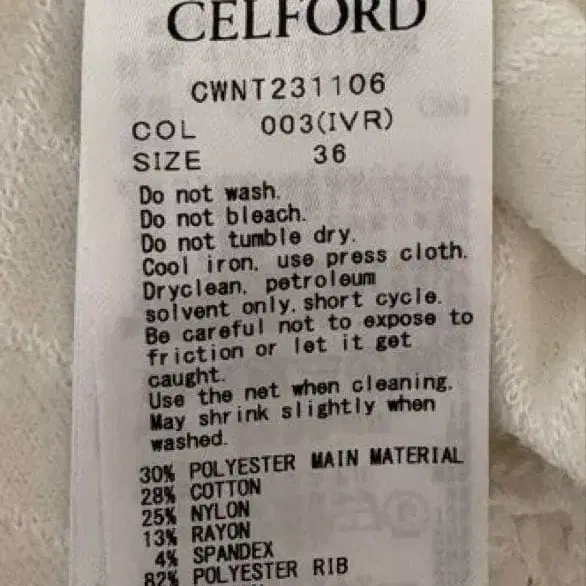 CELFORD
CWNT231106
COL 003(IVR)
SIZE 36
Do not wash.
Do not bleach.
Do not tumble dry.
Cool iron, use press cloth.
Dryclean, petroleum
solvent only, short cycle.
Be careful not to expose to
friction or let it get
caught.
Use the net when cleaning.
May shrink slightly when
washed.
30% POLYESTER MAIN MATERIAL
28% COTTON
25% NYLON
13% RAYON
4% SPANDEX
82% POLYESTER RIB